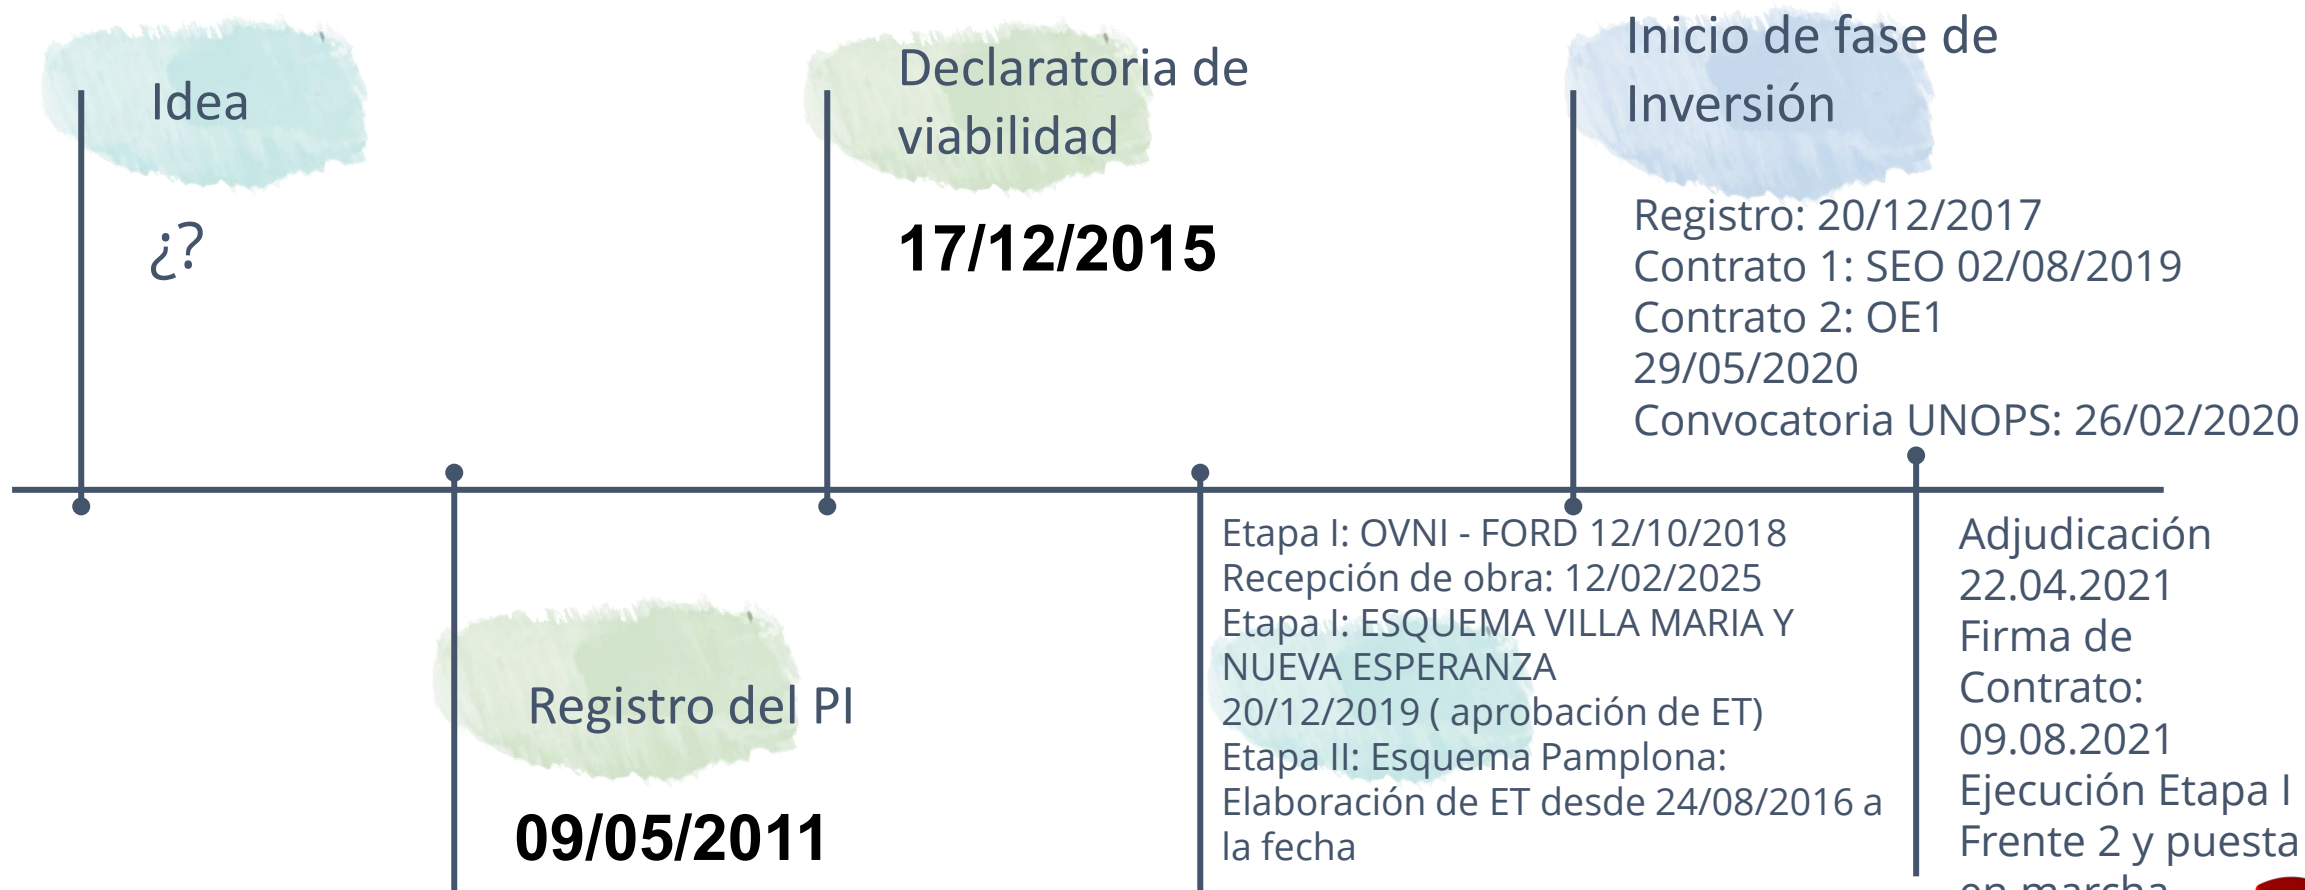 Idea
¿?
Registro del PI
09/05/2011
Declaratoria de
viabilidad
17/12/2015
Etapa I: OVNI - FORD 12/10/2018
Recepción de obra: 12/02/2025
Etapa I: ESQUEMA VILLA MARIA Y
NUEVA ESPERANZA
20/12/2019 ( aprobación de ET)
Etapa II: Esquema Pamplona:
Elaboración de ET desde 24/08/2016 a
la fecha
Inicio de fase de
Inversión
Registro: 20/12/2017
Contrato 1: SEO 02/08/2019
Contrato 2: OE1
29/05/2020
Convocatoria UNOPS: 26/02/2020
Adjudicación
22.04.2021
Firma de
Contrato:
09.08.2021
Ejecución Etapa I
Frente 2 y puesta
en marcha